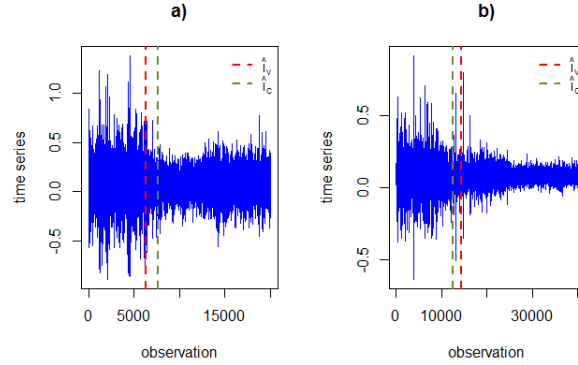 a)
time series
1.0
0.5
0.0
-0.5
0
5000
15000
observation
l̂v
l̂c
b)
time series
0.5
0.0
-0.5
0
10000
30000
observation
l̂v
l̂c